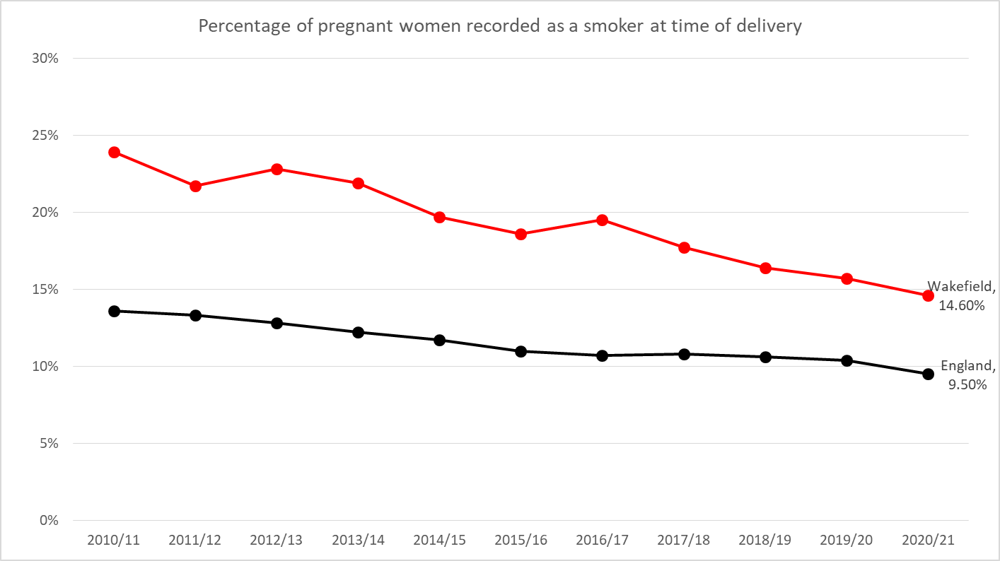 Percentage of pregnant women recorded as a smoker at time of delivery
30%
25%
20%
15%
10%
5%
0%
Wakefield,
14.60%
England,
9.50%
2010/11 2011/12 2012/13 2013/14 2014/15 2015/16 2016/17 2017/18 2018/19 2019/20 2020/21